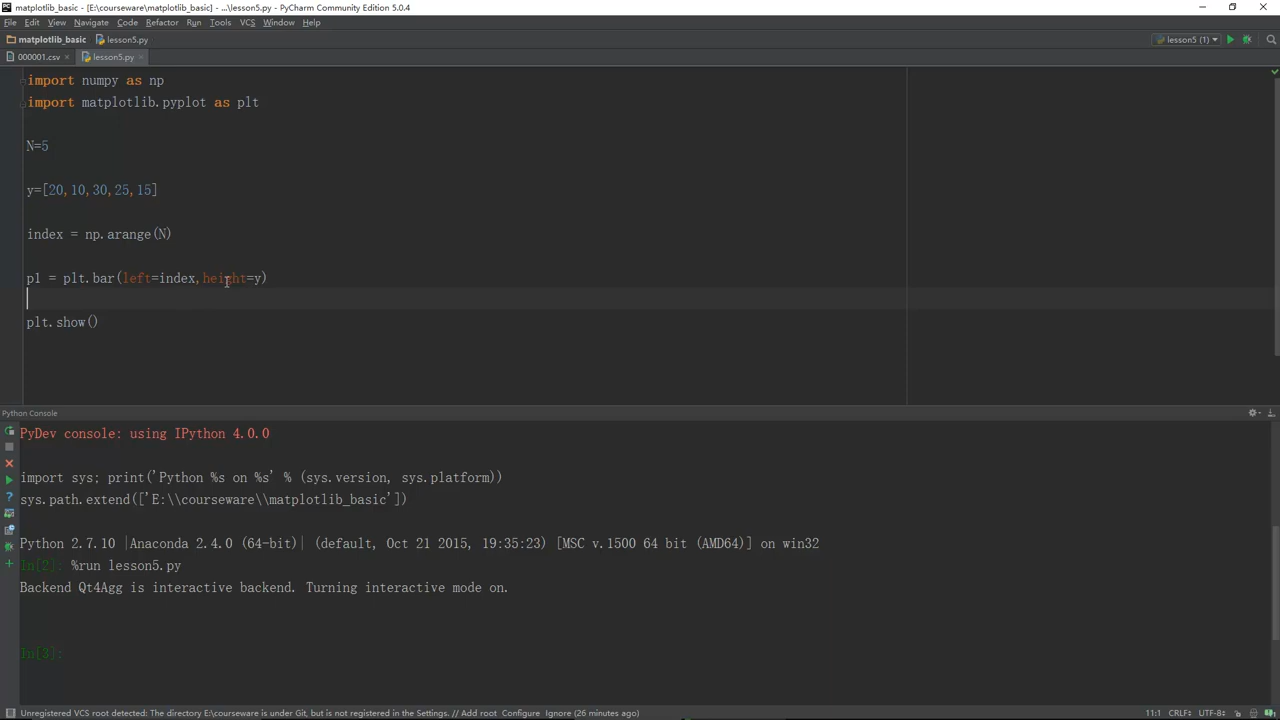 matplotlib_basic - [E:\courseware\matplotlib_basic] - ...\lesson5.py - PyCharm Community Edition 5.0.4
File Edit View Navigate Code Refactor Run Tools VCS Window Help
matplotlib_basic lesson5.py lesson5 (1)
000001.csv lesson5.py
import numpy as np
import matplotlib.pyplot as plt
N=5
y=[20,10,30,25,15]
index = np.arange(N)
p1 = plt.bar(left=index,height=y)
plt.show()
Python Console
PyDev console: using IPython 4.0.0
import sys; print('Python %s on %s' % (sys.version, sys.platform))
sys.path.extend(['E:\\courseware\\matplotlib_basic'])
Python 2.7.10 |Anaconda 2.4.0 (64-bit)| (default, Oct 21 2015, 19:35:23) [MSC v.1500 64 bit (AMD64)] on win32
In[2]: %run lesson5.py
Backend Qt4Agg is interactive backend. Turning interactive mode on.
In[3]:
Unregistered VCS root detected: The directory E:\courseware is under Git, but is not registered in the Settings. // Add root Configure Ignore (26 minutes ago) 11:1 CRLF÷ UTF-8÷